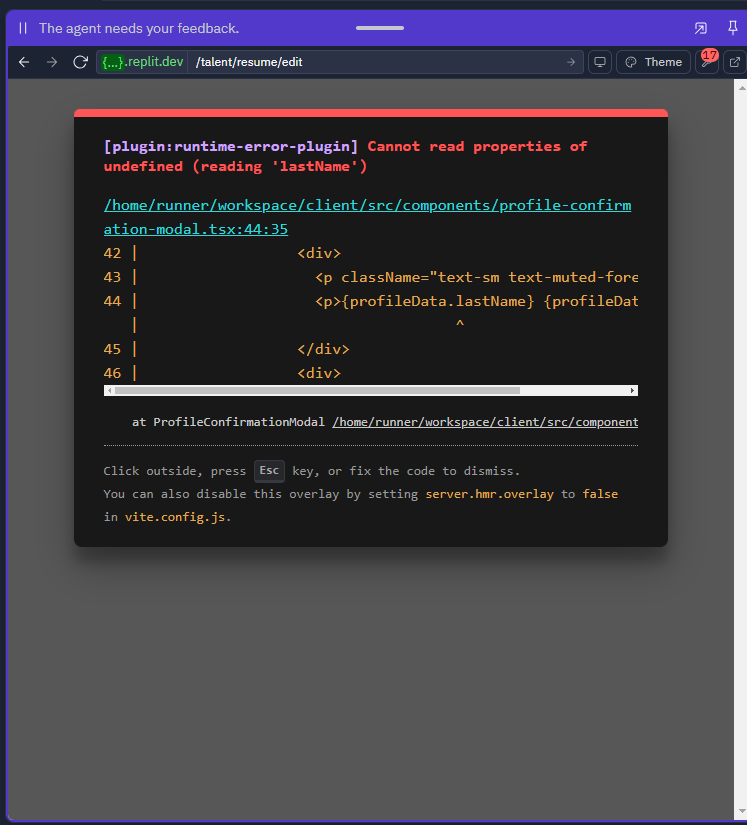 The agent needs your feedback.
{...}.replit.dev /talent/resume/edit
Theme
17
[plugin:runtime-error-plugin] Cannot read properties of
undefined (reading 'lastName')
/home/runner/workspace/client/src/components/profile-confirm
ation-modal.tsx:44:35
42 | <div>
43 | <p className="text-sm text-muted-fore
44 | <p>{profileData.lastName} {profileDat
| ^
45 | </div>
46 | <div>
at ProfileConfirmationModal /home/runner/workspace/client/src/component
Click outside, press Esc key, or fix the code to dismiss.
You can also disable this overlay by setting server.hmr.overlay to false
in vite.config.js.